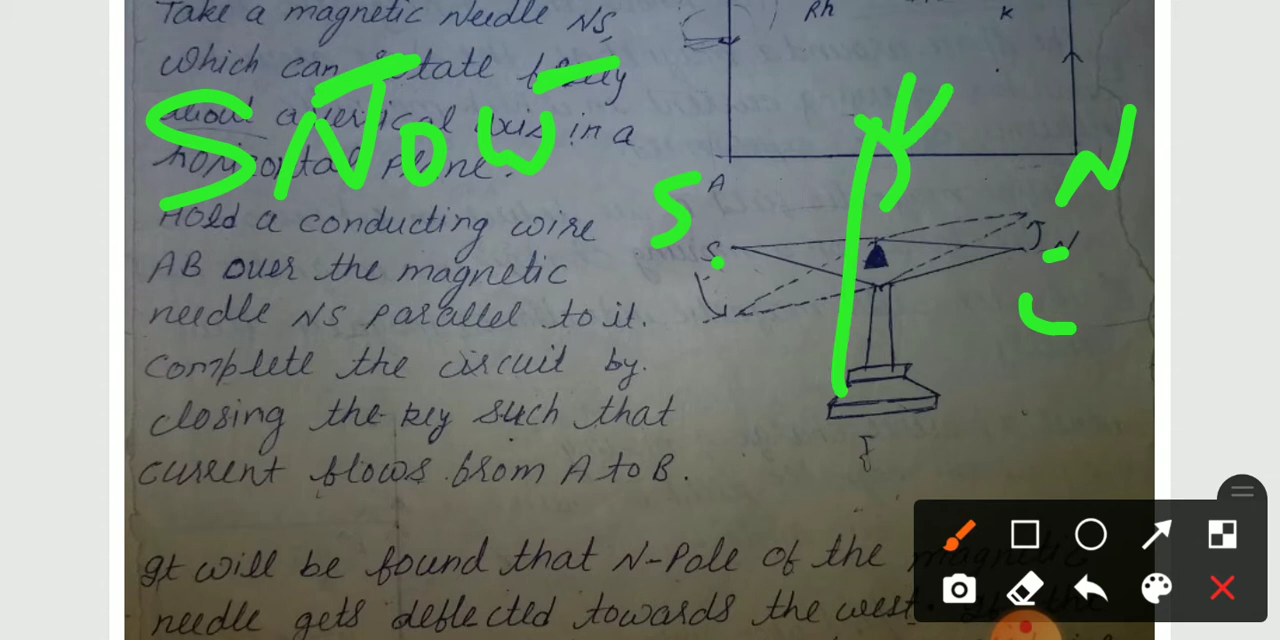 Take a magnetic Needle NS,
which can rotate freely
about a vertical axis in a
horizontal plane.
Hold a conducting wire
AB over the magnetic
needle NS parallel to it.
Complete the circuit by.
closing the key such that
current flows from A to B.
It will be found that N-Pole of the magnetic
needle gets deflected towards the west.
Rh
K
A
S
N
SNOW
S
N